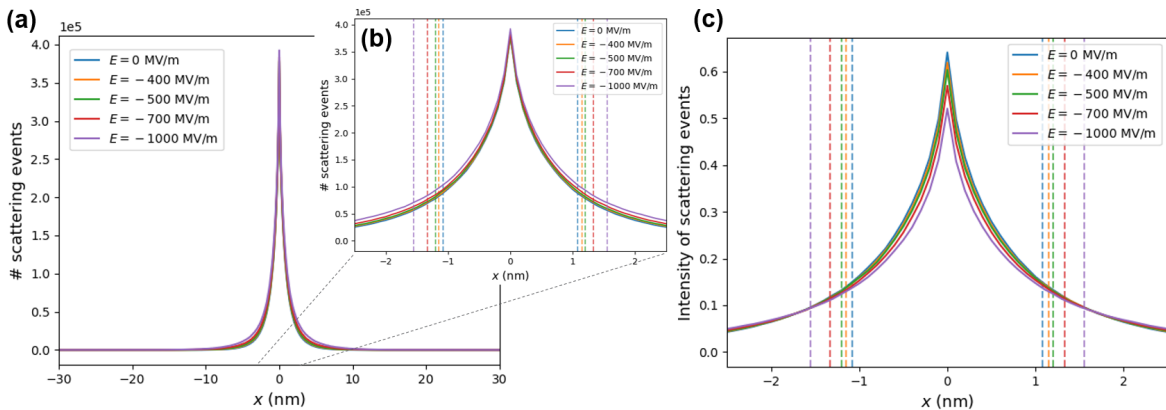 (a)
1e5
# scattering events
4.0
3.5
3.0
2.5
2.0
1.5
1.0
0.5
0.0
E = 0 MV/m
E = −400 MV/m
E = −500 MV/m
E = −700 MV/m
E = −1000 MV/m
−30
−20
−10
0
10
20
30
x (nm)
(b)
1e5
# scattering events
4.0
3.5
3.0
2.5
2.0
1.5
1.0
0.5
0.0
E = 0 MV/m
E = −400 MV/m
E = −500 MV/m
E = −700 MV/m
E = −1000 MV/m
−2
−1
0
1
2
x (nm)
(c)
Intensity of scattering events
0.6
0.5
0.4
0.3
0.2
0.1
0.0
E = 0 MV/m
E = −400 MV/m
E = −500 MV/m
E = −700 MV/m
E = −1000 MV/m
−2
−1
0
1
2
x (nm)